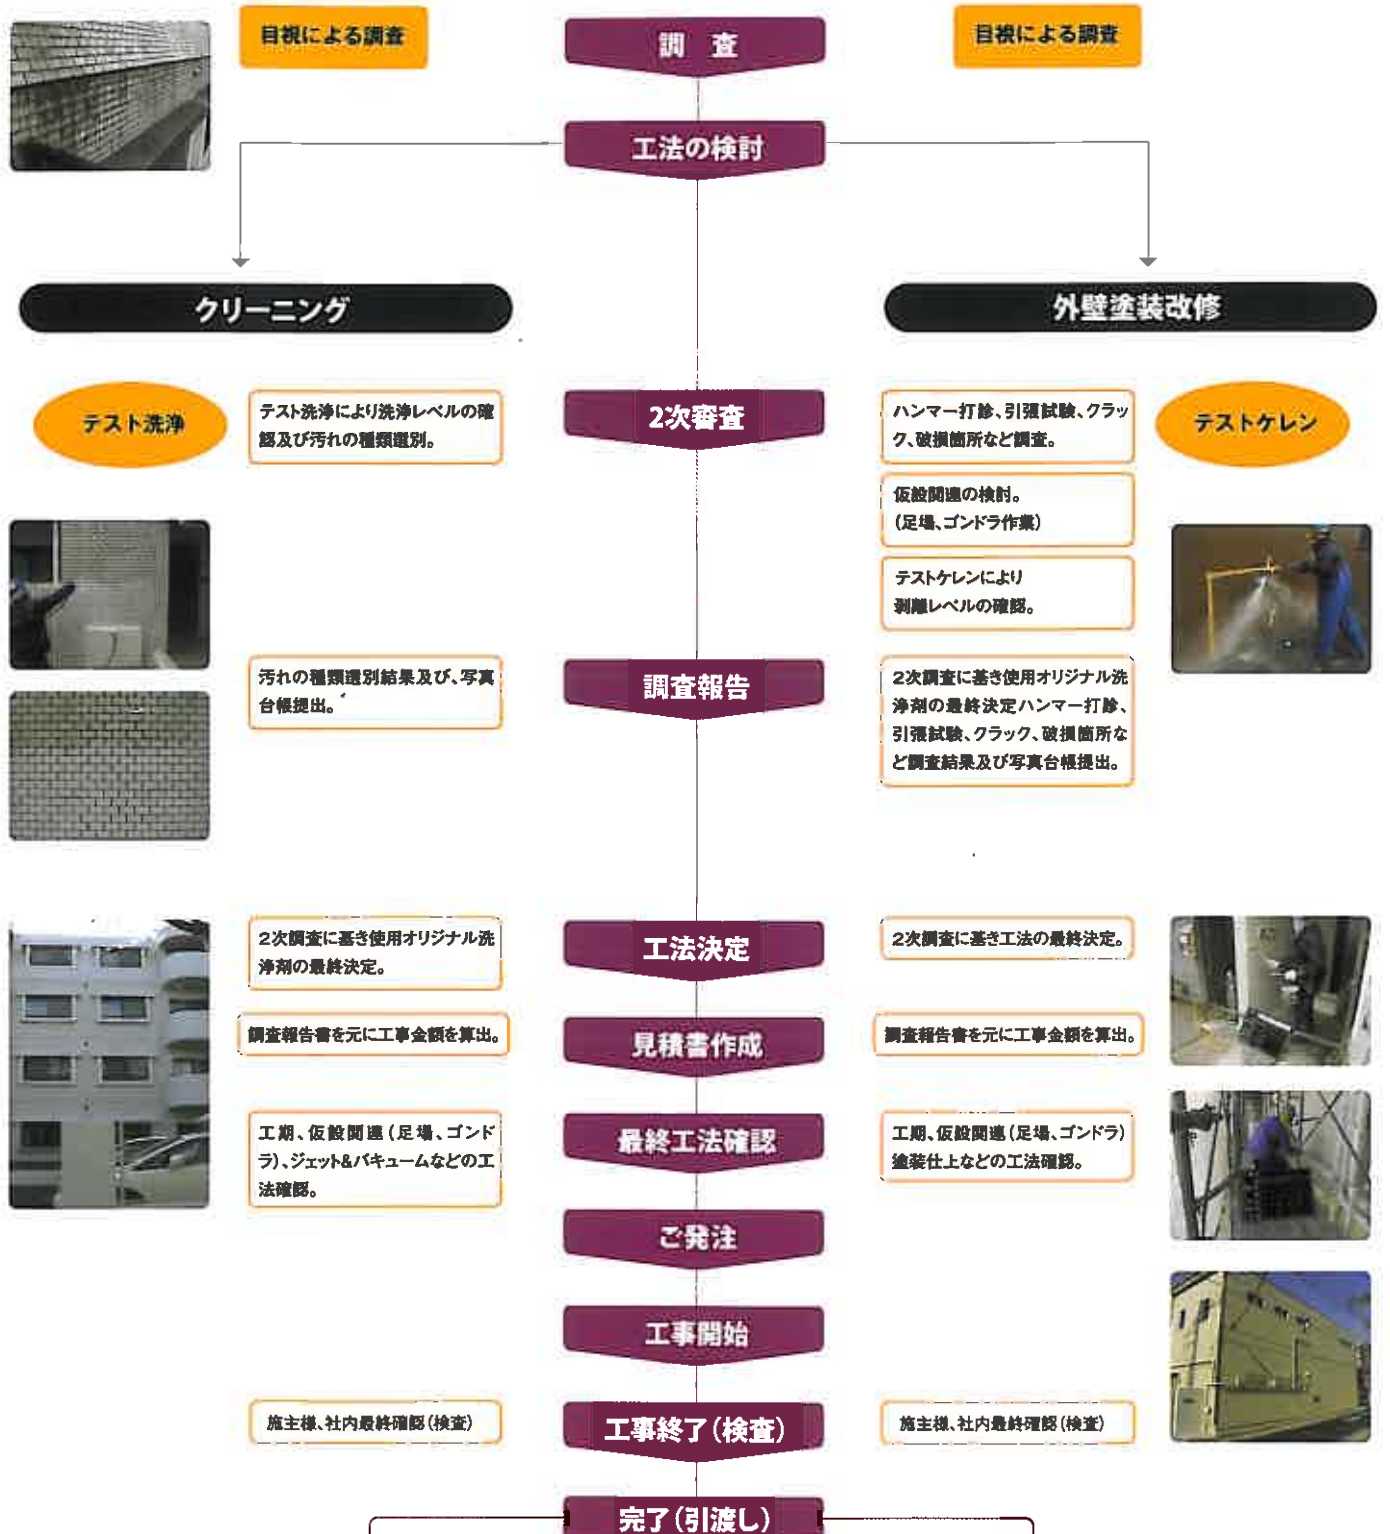 目視による調査
調 査
目視による調査
工法の検討
クリーニング
外壁塗装改修
テスト洗浄
テスト洗浄により洗浄レベルの確
認及び汚れの種類選別。
2次審査
ハンマー打診、引張試験、クラッ
ク、破損箇所など調査。
テストケレン
仮設関連の検討。
(足場、ゴンドラ作業)
テストケレンにより
剥離レベルの確認。
汚れの種類選別結果及び、写真
台帳提出。
調査報告
2次調査に基き使用オリジナル洗
浄剤の最終決定ハンマー打診、
引張試験、クラック、破損箇所な
ど調査結果及び写真台帳提出。
2次調査に基き使用オリジナル洗
浄剤の最終決定。
工法決定
2次調査に基き工法の最終決定。
調査報告書を元に工事金額を算出。
見積書作成
調査報告書を元に工事金額を算出。
工期、仮設関連(足場、ゴンド
ラ)、ジェット&バキュームなどの工
法確認。
最終工法確認
工期、仮設関連(足場、ゴンドラ)
塗装仕上などの工法確認。
ご発注
工事開始
施主様、社内最終確認(検査)
工事終了(検査)
施主様、社内最終確認(検査)
完了(引渡し)